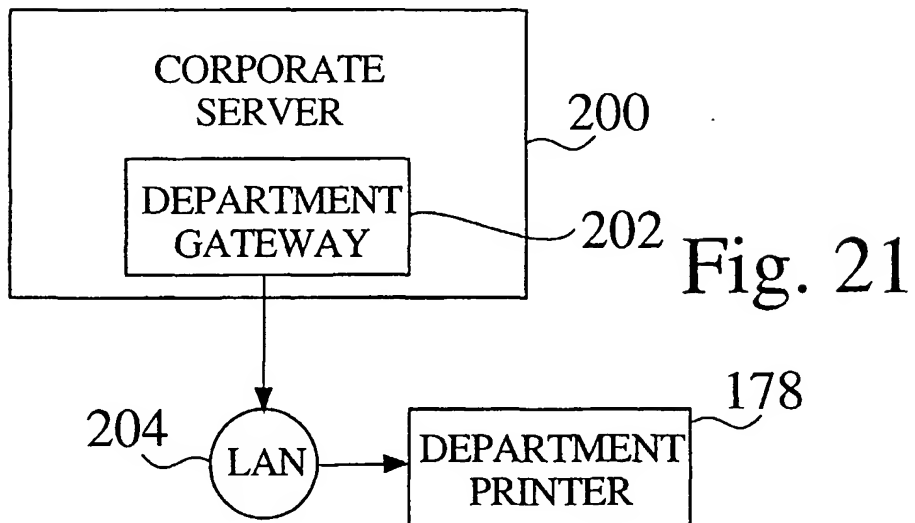 CORPORATE
SERVER
200
DEPARTMENT
GATEWAY
202
Fig. 21
204
LAN
178
DEPARTMENT
PRINTER